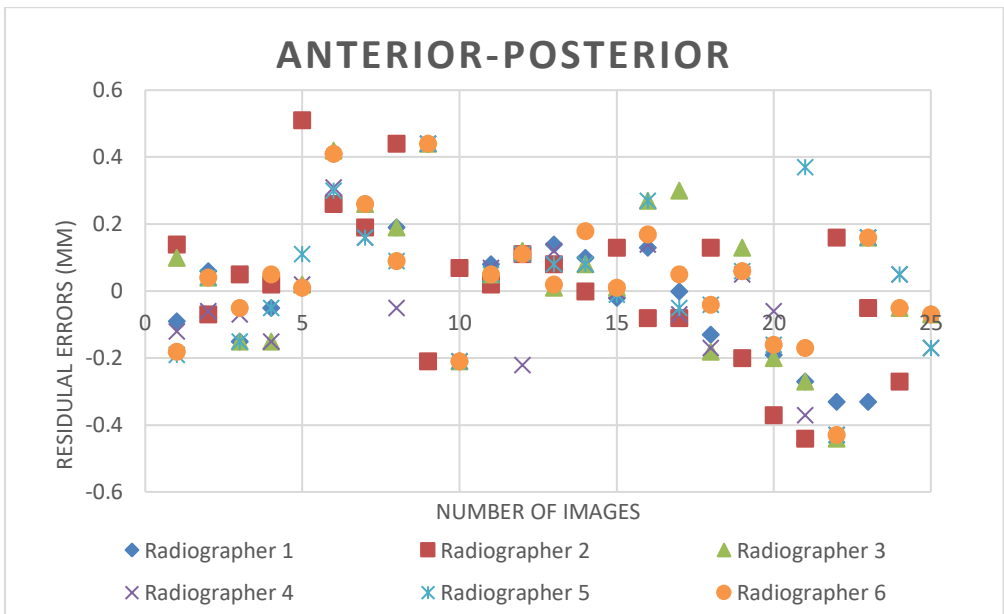 ANTERIOR-POSTERIOR
0.6
0.4
0.2
0
-0.2
-0.4
-0.6
0 5 10 15 20 25
RESIDULAL ERRORS (MM)
NUMBER OF IMAGES
Radiographer 1 Radiographer 2 Radiographer 3
Radiographer 4 Radiographer 5 Radiographer 6